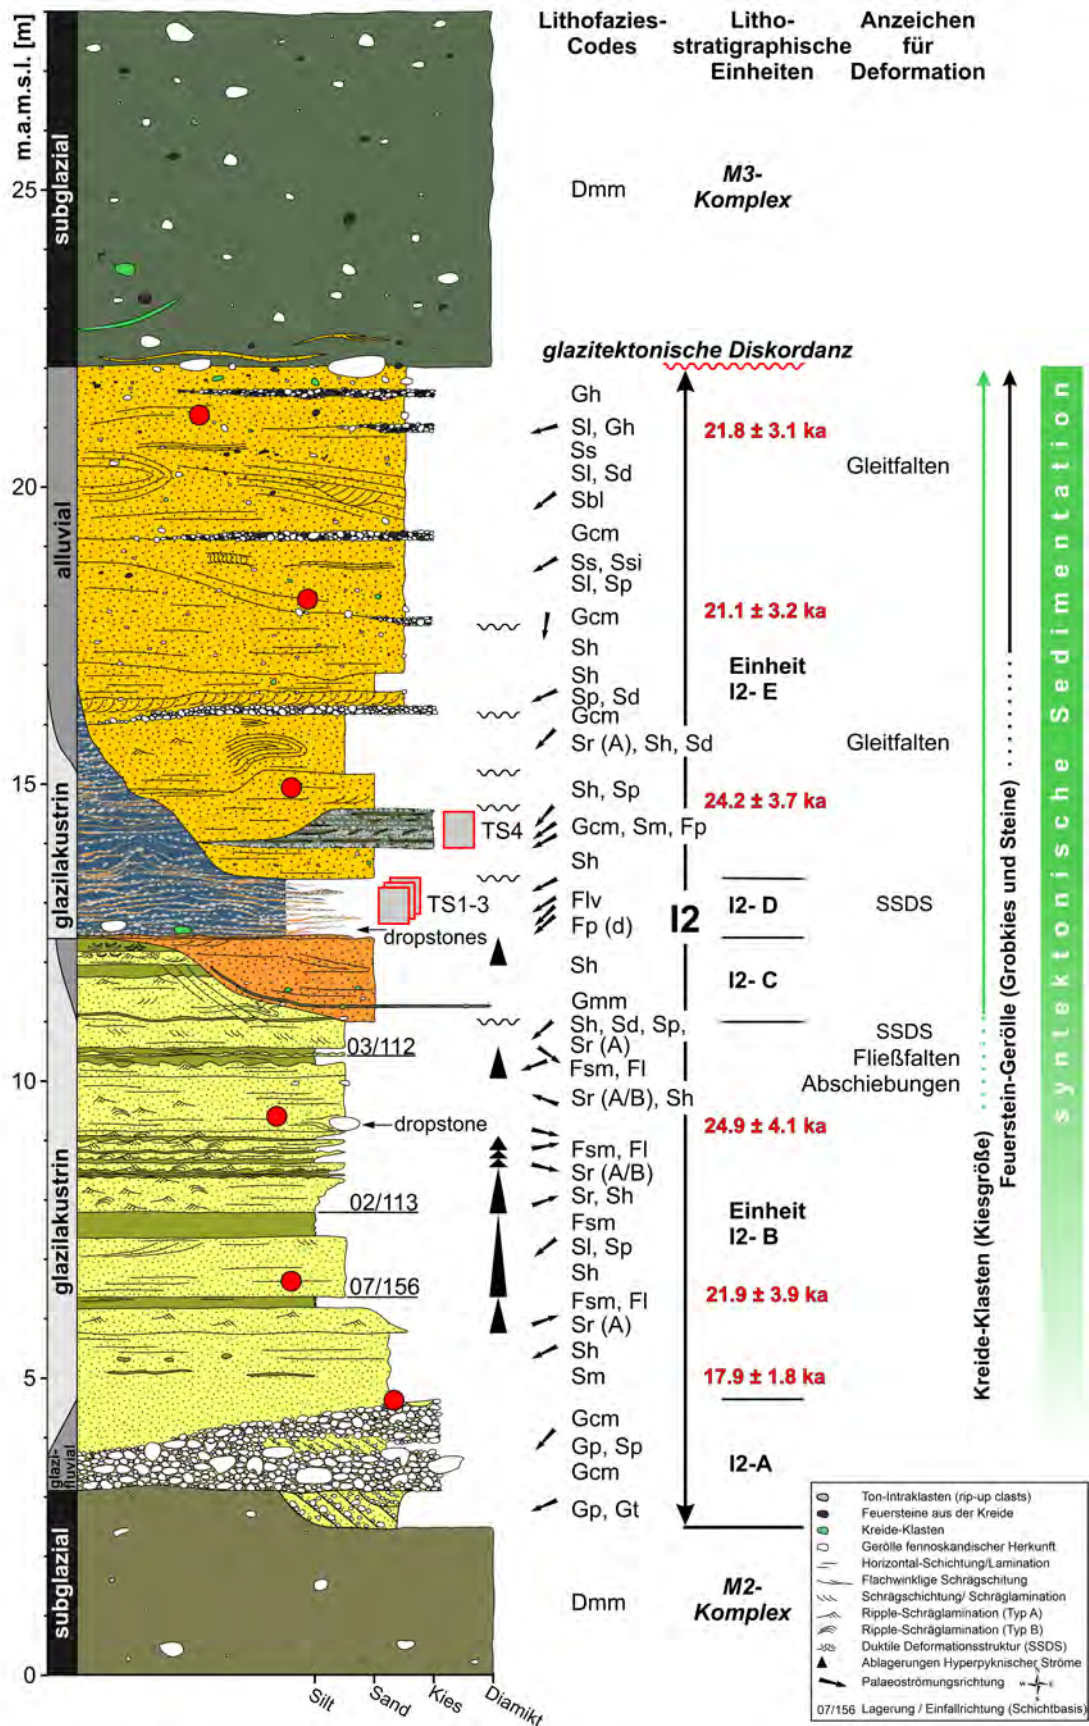 Lithofazies-
Codes
Litho-
stratigraphische
Einheiten
Anzeichen
für
Deformation
m.a.m.s.l. [m]
subglazial
25
Dmm
M3-
Komplex
glazitektonische Diskordanz
alluvial
Gh
Sl, Gh
21.8 ± 3.1 ka
Ss
Sl, Sd
Gleitfalten
20
Sbl
Gcm
Ss, Ssi
Sl, Sp
Gcm
21.1 ± 3.2 ka
Sh
Sh
Einheit
I2- E
Sp, Sd
Gcm
Sr (A), Sh, Sd
Gleitfalten
15
Sh, Sp
24.2 ± 3.7 ka
glazilakustrin
TS4
Gcm, Sm, Fp
Sh
TS1-3
Flv
I2
I2- D
SSDS
Fp (d)
dropstones
Sh
I2- C
Gmm
Sh, Sd, Sp,
SSDS
03/112
Sr (A)
Fließfalten
10
Fsm, Fl
Abschiebungen
Sr (A/B), Sh
dropstone
24.9 ± 4.1 ka
Fsm, Fl
Sr (A/B)
glazilakustrin
02/113
Sr, Sh
Einheit
I2- B
Fsm
Sl, Sp
Sh
07/156
Fsm, Fl
21.9 ± 3.9 ka
Sr (A)
Sh
5
Sm
17.9 ± 1.8 ka
glazi-
fluvial
Gcm
Gp, Sp
Gcm
I2-A
Gp, Gt
subglazial
Dmm
M2-
Komplex
0
Silt
Sand
Kies
Diamikt
Kreide-Klasten (Kiesgröße)
Feuerstein-Gerölle (Grobkies und Steine)
syntektonische Sedimentation
Ton-Intraklasten (rip-up clasts)
Feuersteine aus der Kreide
Kreide-Klasten
Gerölle fennoskandischer Herkunft
Horizontal-Schichtung/Lamination
Flachwinklige Schrägschitung
Schrägschichtung/ Schräglamination
Ripple-Schräglamination (Typ A)
Ripple-Schräglamination (Typ B)
Duktile Deformationsstruktur (SSDS)
Ablagerungen Hyperpyknischer Ströme
Palaeoströmungsrichtung
N
W
E
S
07/156 Lagerung / Einfallrichtung (Schichtbasis)